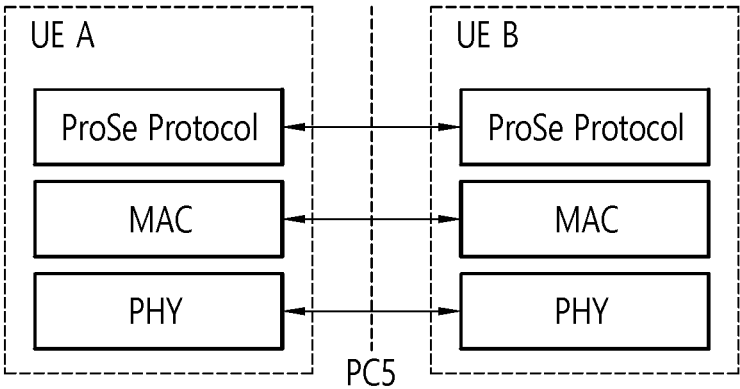 UE A
UE B
ProSe Protocol
ProSe Protocol
MAC
MAC
PHY
PHY
PC5